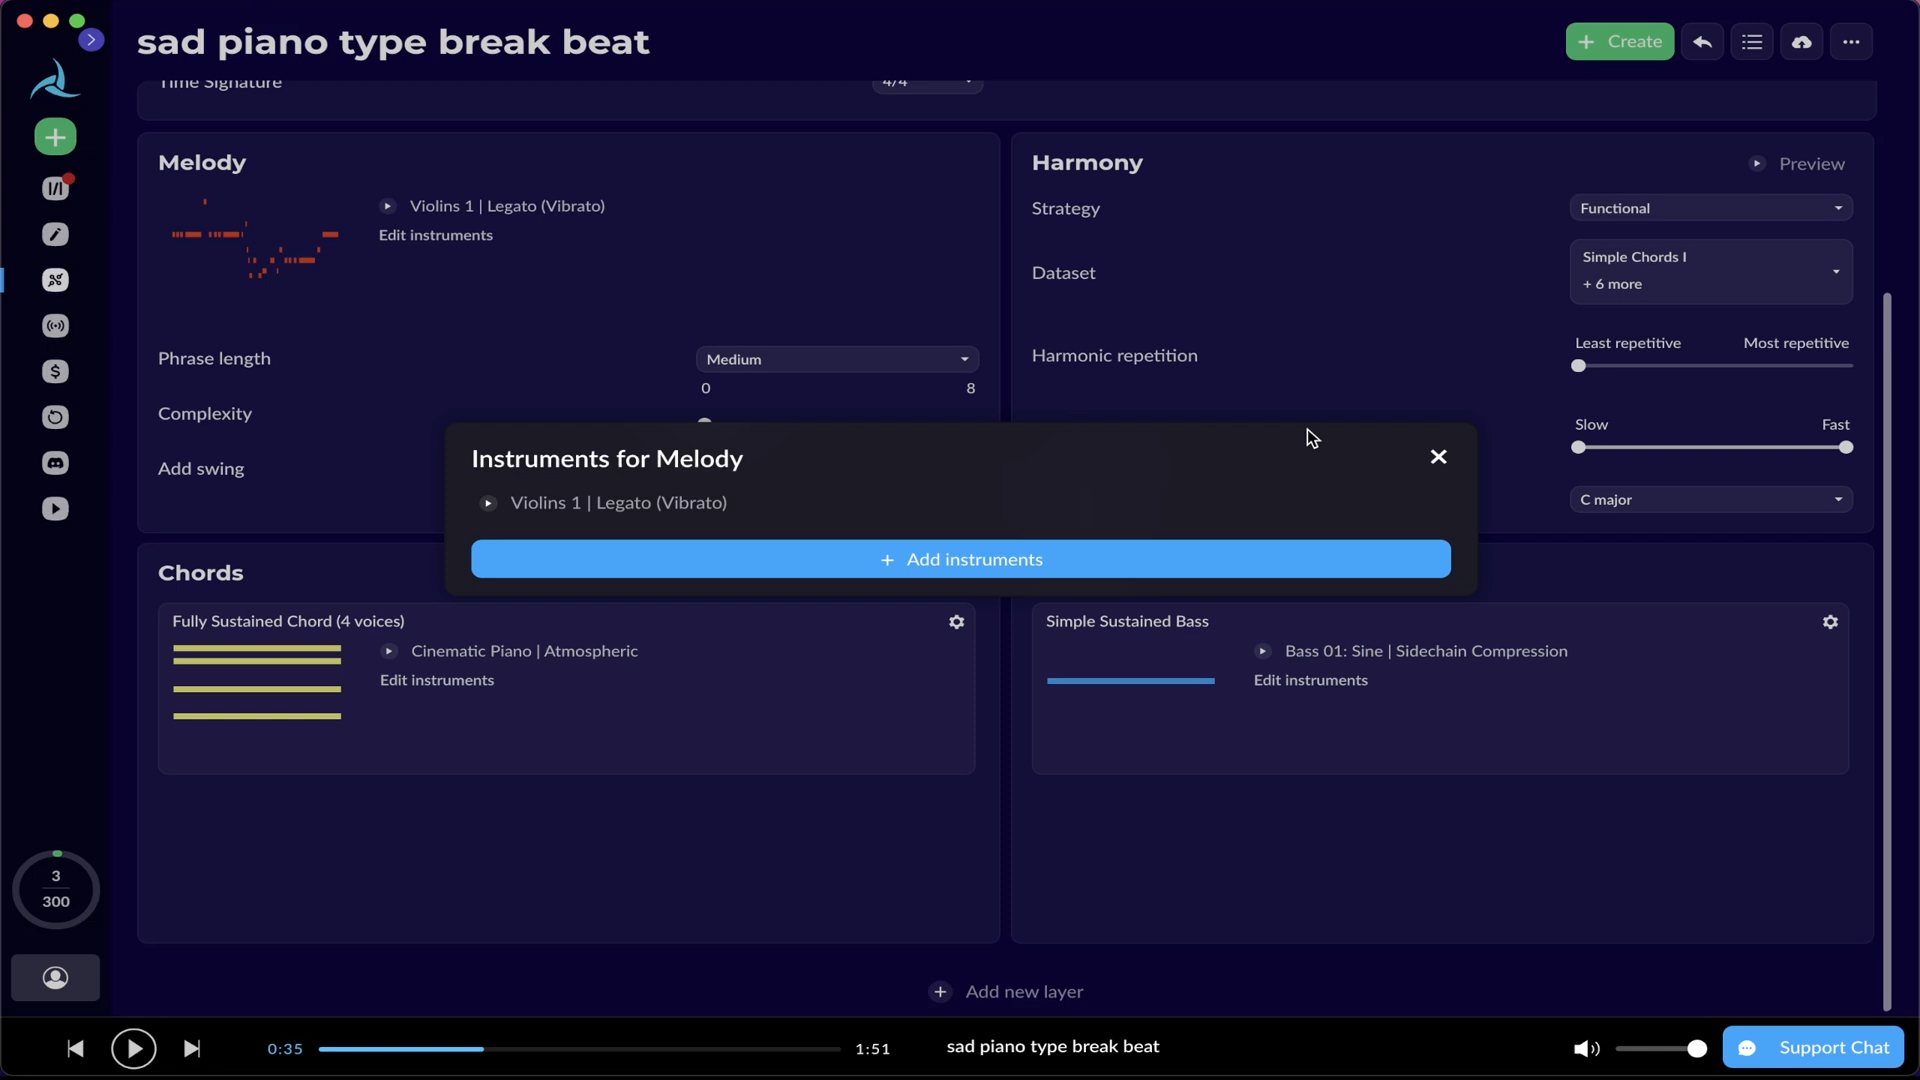 sad piano type break beat
+ Create
Time Signature
4/4
Melody
Violins 1 | Legato (Vibrato)
Edit instruments
Phrase length
Medium
0
8
Complexity
Add swing
Harmony
Preview
Strategy
Functional
Dataset
Simple Chords I
+ 6 more
Harmonic repetition
Least repetitive
Most repetitive
Slow
Fast
C major
Instruments for Melody
Violins 1 | Legato (Vibrato)
+ Add instruments
Chords
Fully Sustained Chord (4 voices)
Cinematic Piano | Atmospheric
Edit instruments
Simple Sustained Bass
Bass 01: Sine | Sidechain Compression
Edit instruments
3
300
+ Add new layer
0:35
1:51
sad piano type break beat
Support Chat